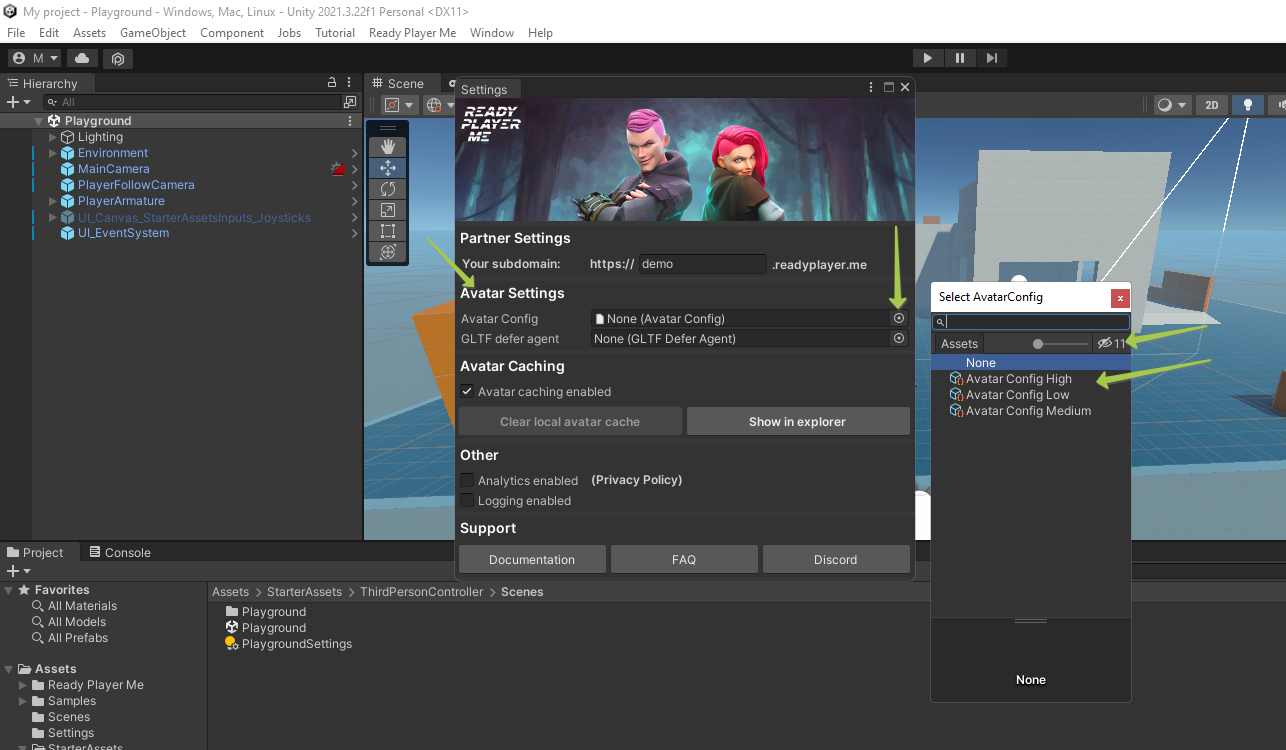 My project - Playground - Windows, Mac, Linux - Unity 2021.3.22f1 Personal <DX11>
File Edit Assets GameObject Component Jobs Tutorial Ready Player Me Window Help
M
Hierarchy
All
Playground
Lighting
Environment
MainCamera
PlayerFollowCamera
PlayerArmature
UI_Canvas_StarterAssetsInputs_Joysticks
UI_EventSystem
Scene
2D
Settings
READY
PLAYER
ME
Partner Settings
Your subdomain: https:// demo .readyplayer.me
Avatar Settings
Avatar Config None (Avatar Config)
GLTF defer agent None (GLTF Defer Agent)
Avatar Caching
Avatar caching enabled
Clear local avatar cache Show in explorer
Other
Analytics enabled (Privacy Policy)
Logging enabled
Support
Documentation FAQ Discord
Select AvatarConfig x
Assets 11
None
Avatar Config High
Avatar Config Low
Avatar Config Medium
None
Project Console
Favorites
All Materials
All Models
All Prefabs
Assets
Ready Player Me
Samples
Scenes
Settings
StarterAssets
Assets > StarterAssets > ThirdPersonController > Scenes
Playground
Playground
PlaygroundSettings